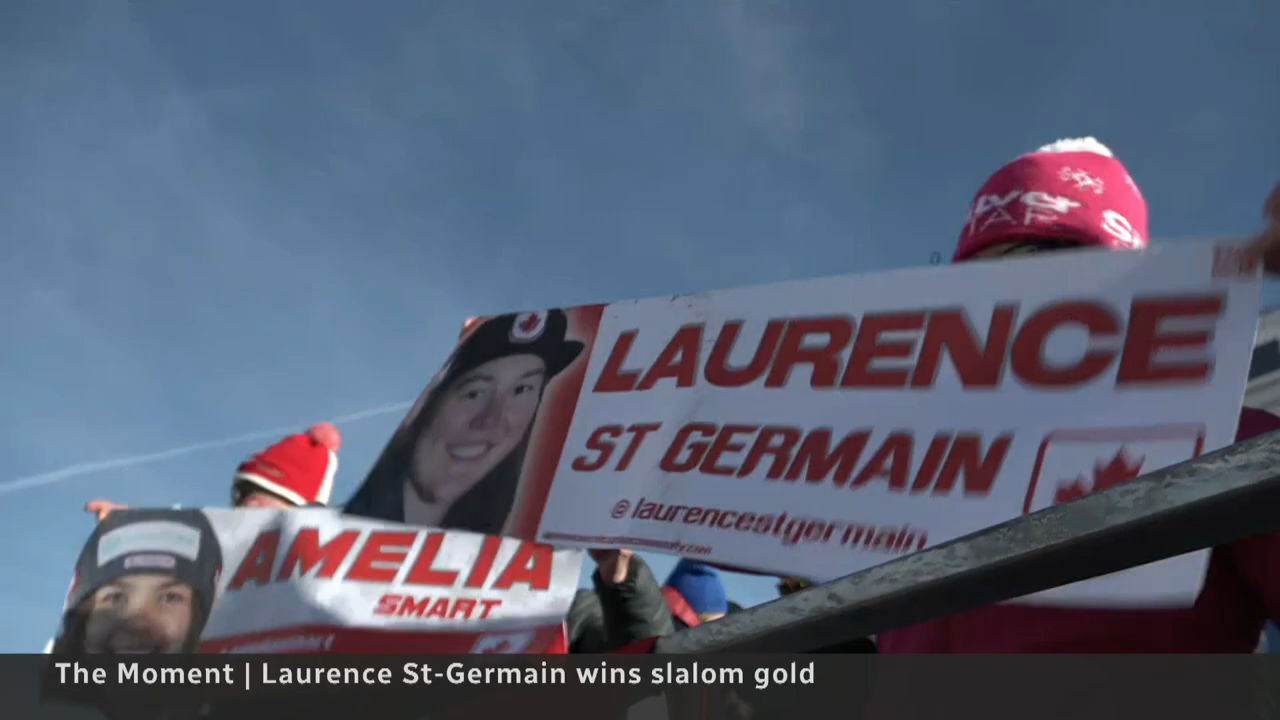 LAURENCE
ST GERMAIN
@laurencestgermain
AMELIA
SMART
The Moment | Laurence St-Germain wins slalom gold